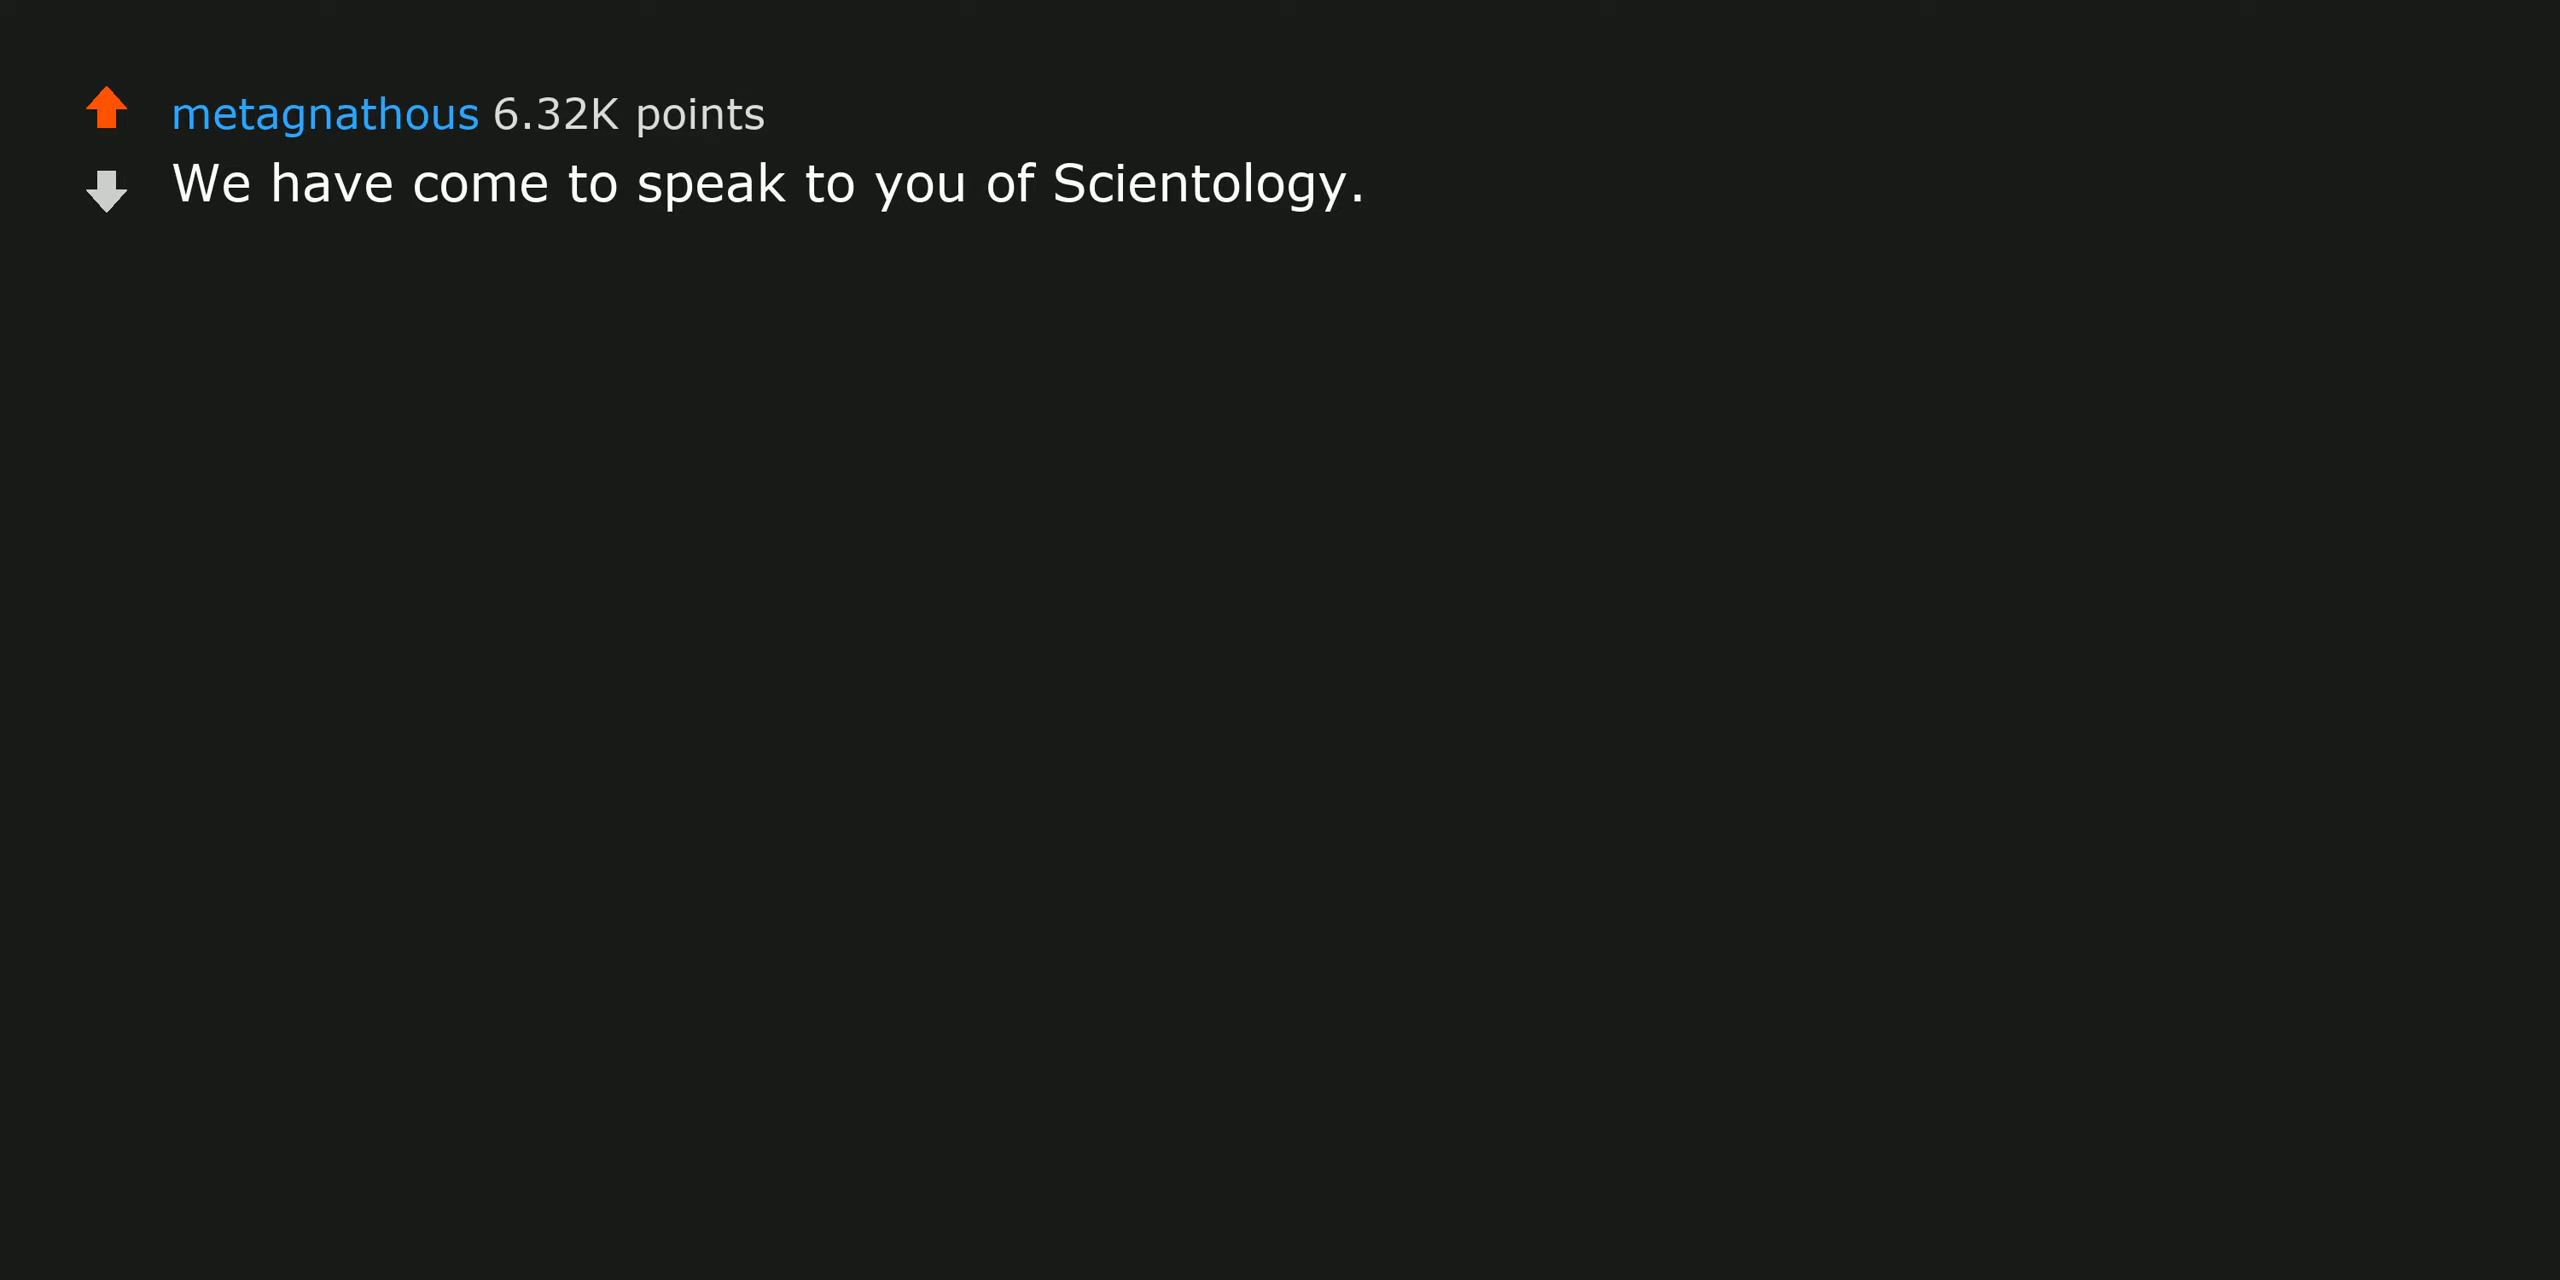 metagnathous 6.32K points
We have come to speak to you of Scientology.